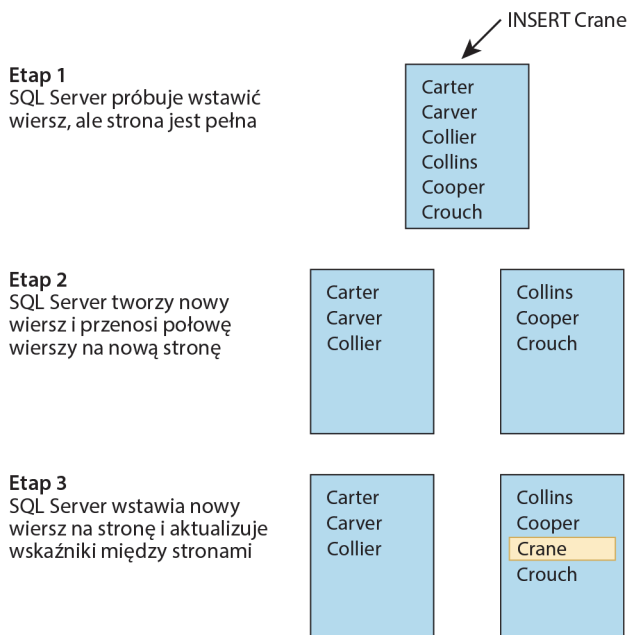 INSERT Crane
Etap 1
SQL Server próbuje wstawić
wiersz, ale strona jest pełna
Carter
Carver
Collier
Collins
Cooper
Crouch
Etap 2
SQL Server tworzy nowy
wiersz i przenosi połowę
wierszy na nową stronę
Carter
Carver
Collier
Collins
Cooper
Crouch
Etap 3
SQL Server wstawia nowy
wiersz na stronę i aktualizuje
wskaźniki między stronami
Carter
Carver
Collier
Collins
Cooper
Crane
Crouch